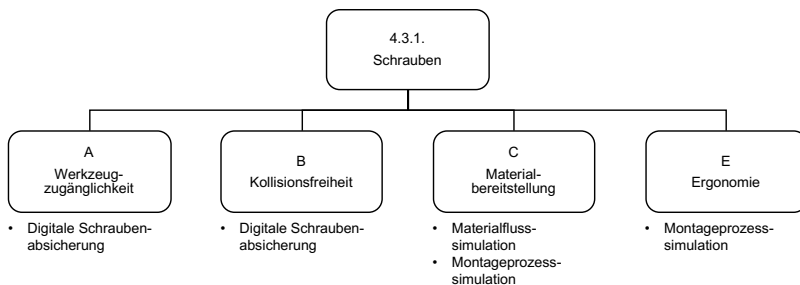 4.3.1.
Schrauben
A
Werkzeug-
zugänglichkeit
B
Kollisionsfreiheit
C
Material-
bereitstellung
E
Ergonomie
• Digitale Schrauben-
absicherung
• Digitale Schrauben-
absicherung
• Materialfluss-
simulation
• Montageprozess-
simulation
• Montageprozess-
simulation